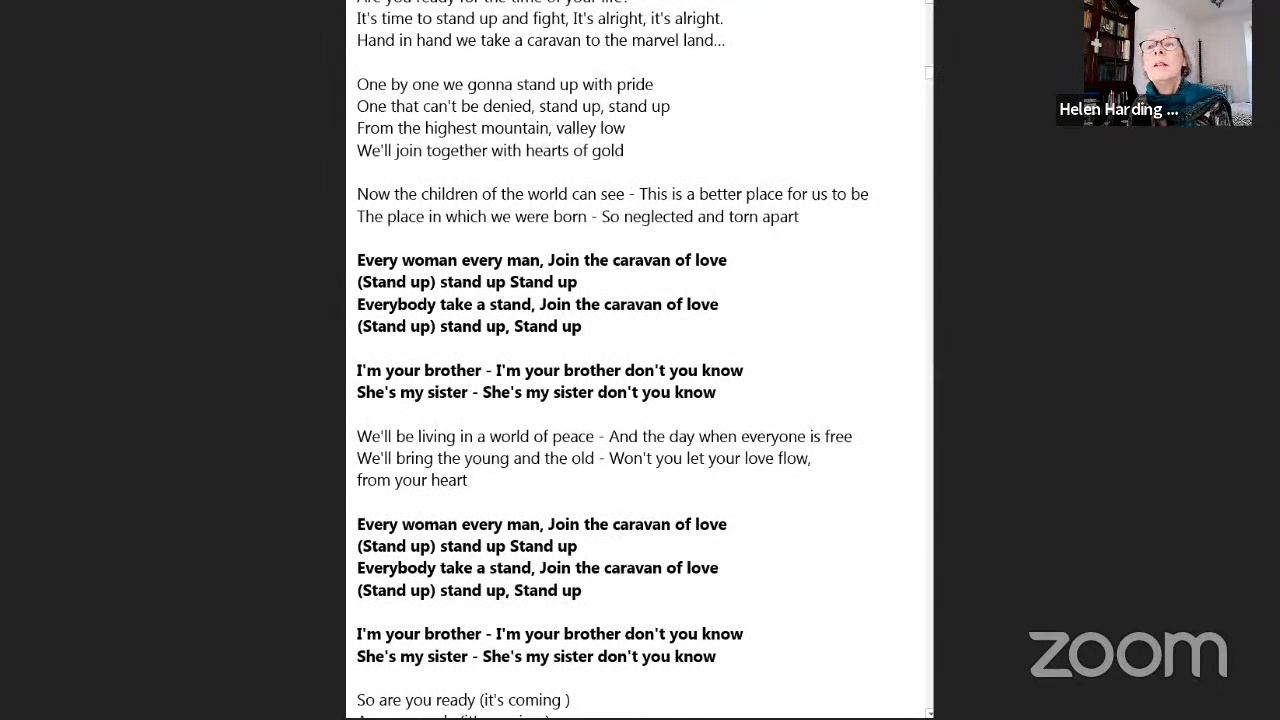 Are you ready for the time of your life?
It's time to stand up and fight, It's alright, it's alright.
Hand in hand we take a caravan to the marvel land...
One by one we gonna stand up with pride
One that can't be denied, stand up, stand up
From the highest mountain, valley low
We'll join together with hearts of gold
Now the children of the world can see - This is a better place for us to be
The place in which we were born - So neglected and torn apart
Every woman every man, Join the caravan of love
(Stand up) stand up Stand up
Everybody take a stand, Join the caravan of love
(Stand up) stand up, Stand up
I'm your brother - I'm your brother don't you know
She's my sister - She's my sister don't you know
We'll be living in a world of peace - And the day when everyone is free
We'll bring the young and the old - Won't you let your love flow,
from your heart
Every woman every man, Join the caravan of love
(Stand up) stand up Stand up
Everybody take a stand, Join the caravan of love
(Stand up) stand up, Stand up
I'm your brother - I'm your brother don't you know
She's my sister - She's my sister don't you know
So are you ready (it's coming )
Helen Harding ...
zoom